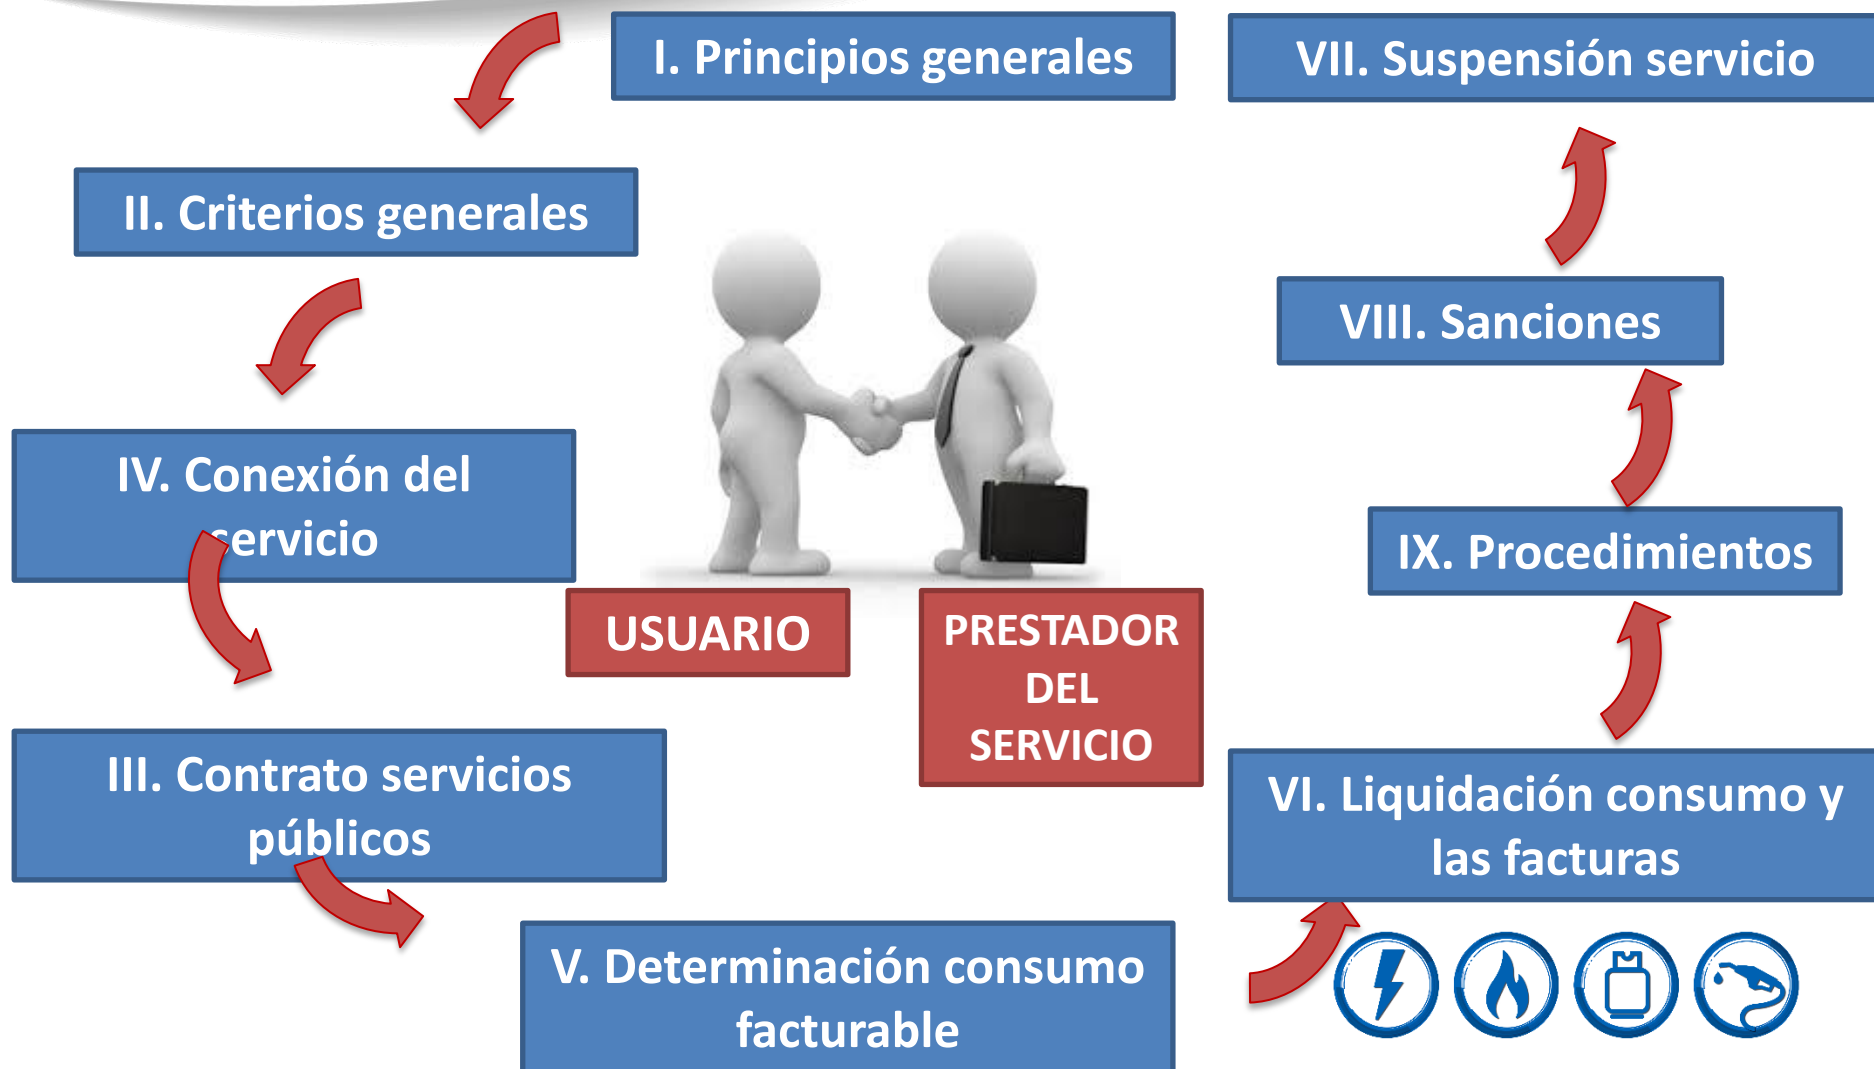 I. Principios generales
II. Criterios generales
IV. Conexión del
servicio
III. Contrato servicios
públicos
V. Determinación consumo
facturable
USUARIO
PRESTADOR
DEL
SERVICIO
VII. Suspensión servicio
VIII. Sanciones
IX. Procedimientos
VI. Liquidación consumo y
las facturas